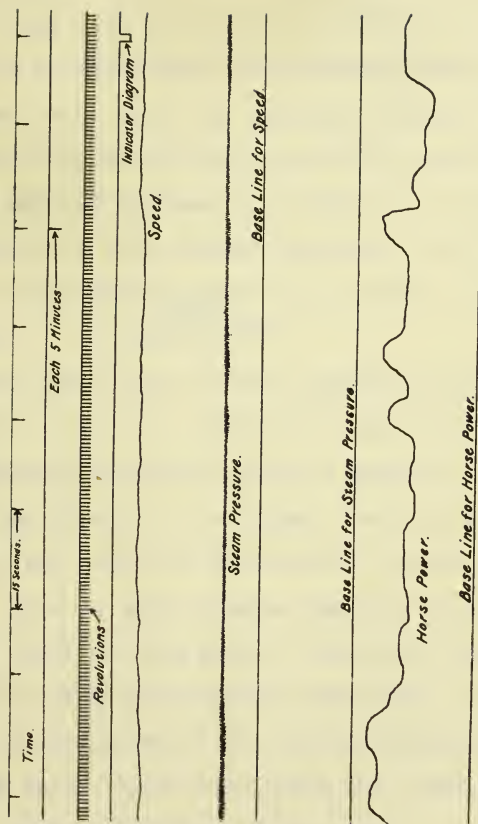 Time.
←15 Seconds.→
Each 5 Minutes
Revolutions
Indicator Diagram
Speed.
Steam Pressure.
Base Line for Speed.
Base Line for Steam Pressure.
Horse Power.
Base Line for Horse Power.